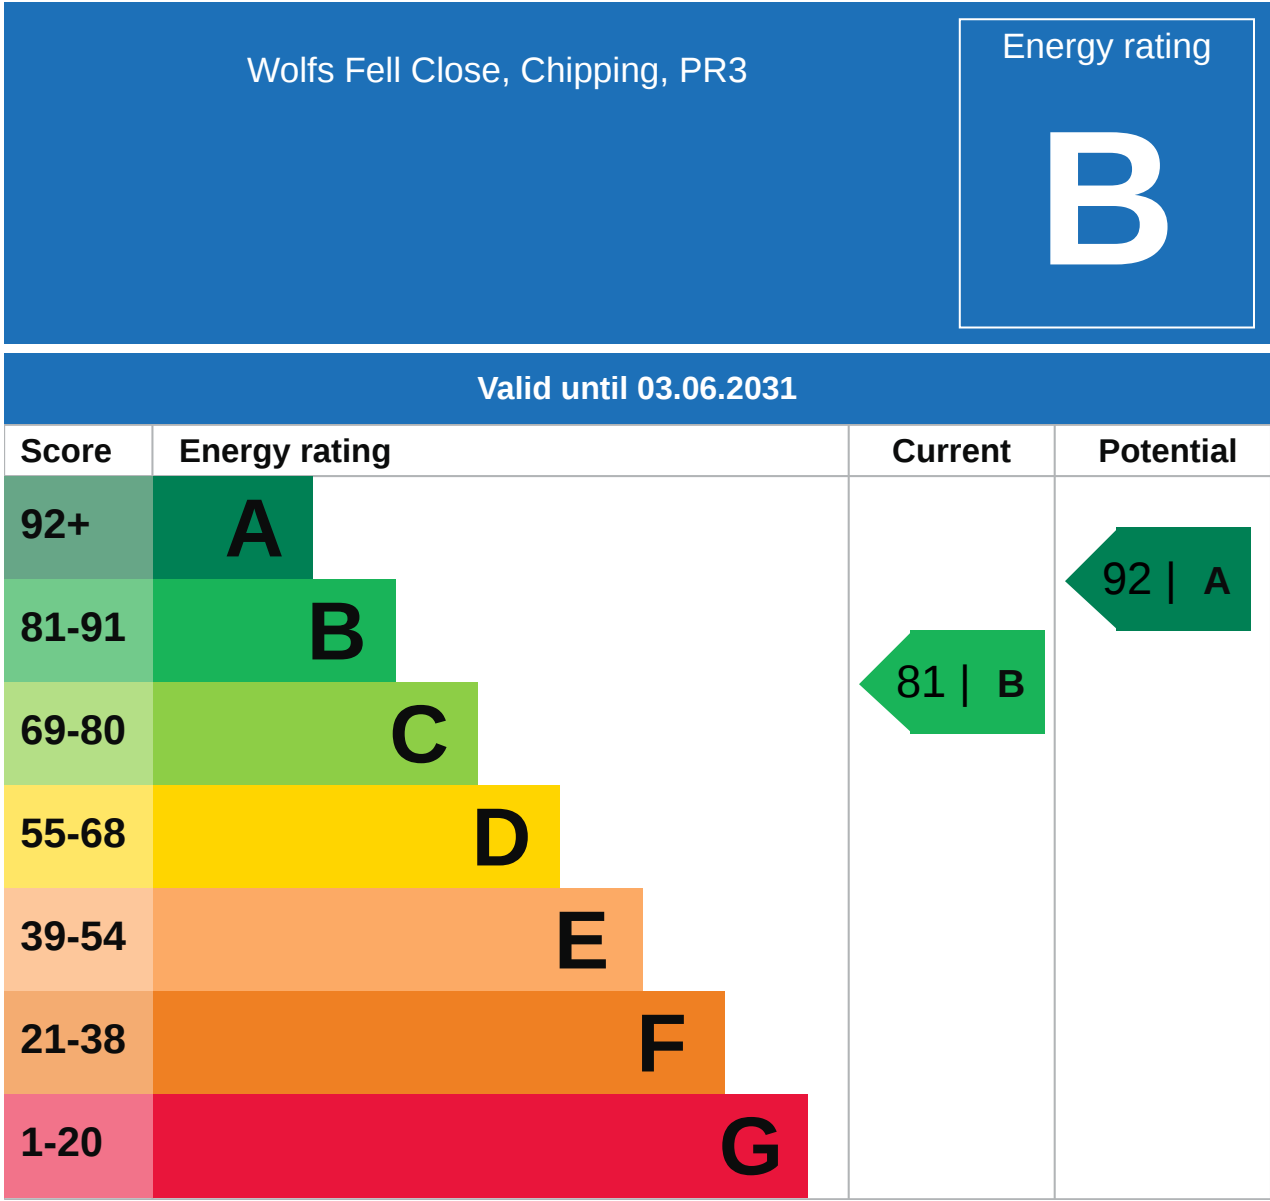 Wolfs Fell Close, Chipping, PR3
Energy rating
B
Valid until 03.06.2031
Score Energy rating Current Potential
92+ A
92 | A
81-91 B
81 | B
69-80 C
55-68 D
39-54 E
21-38 F
1-20 G